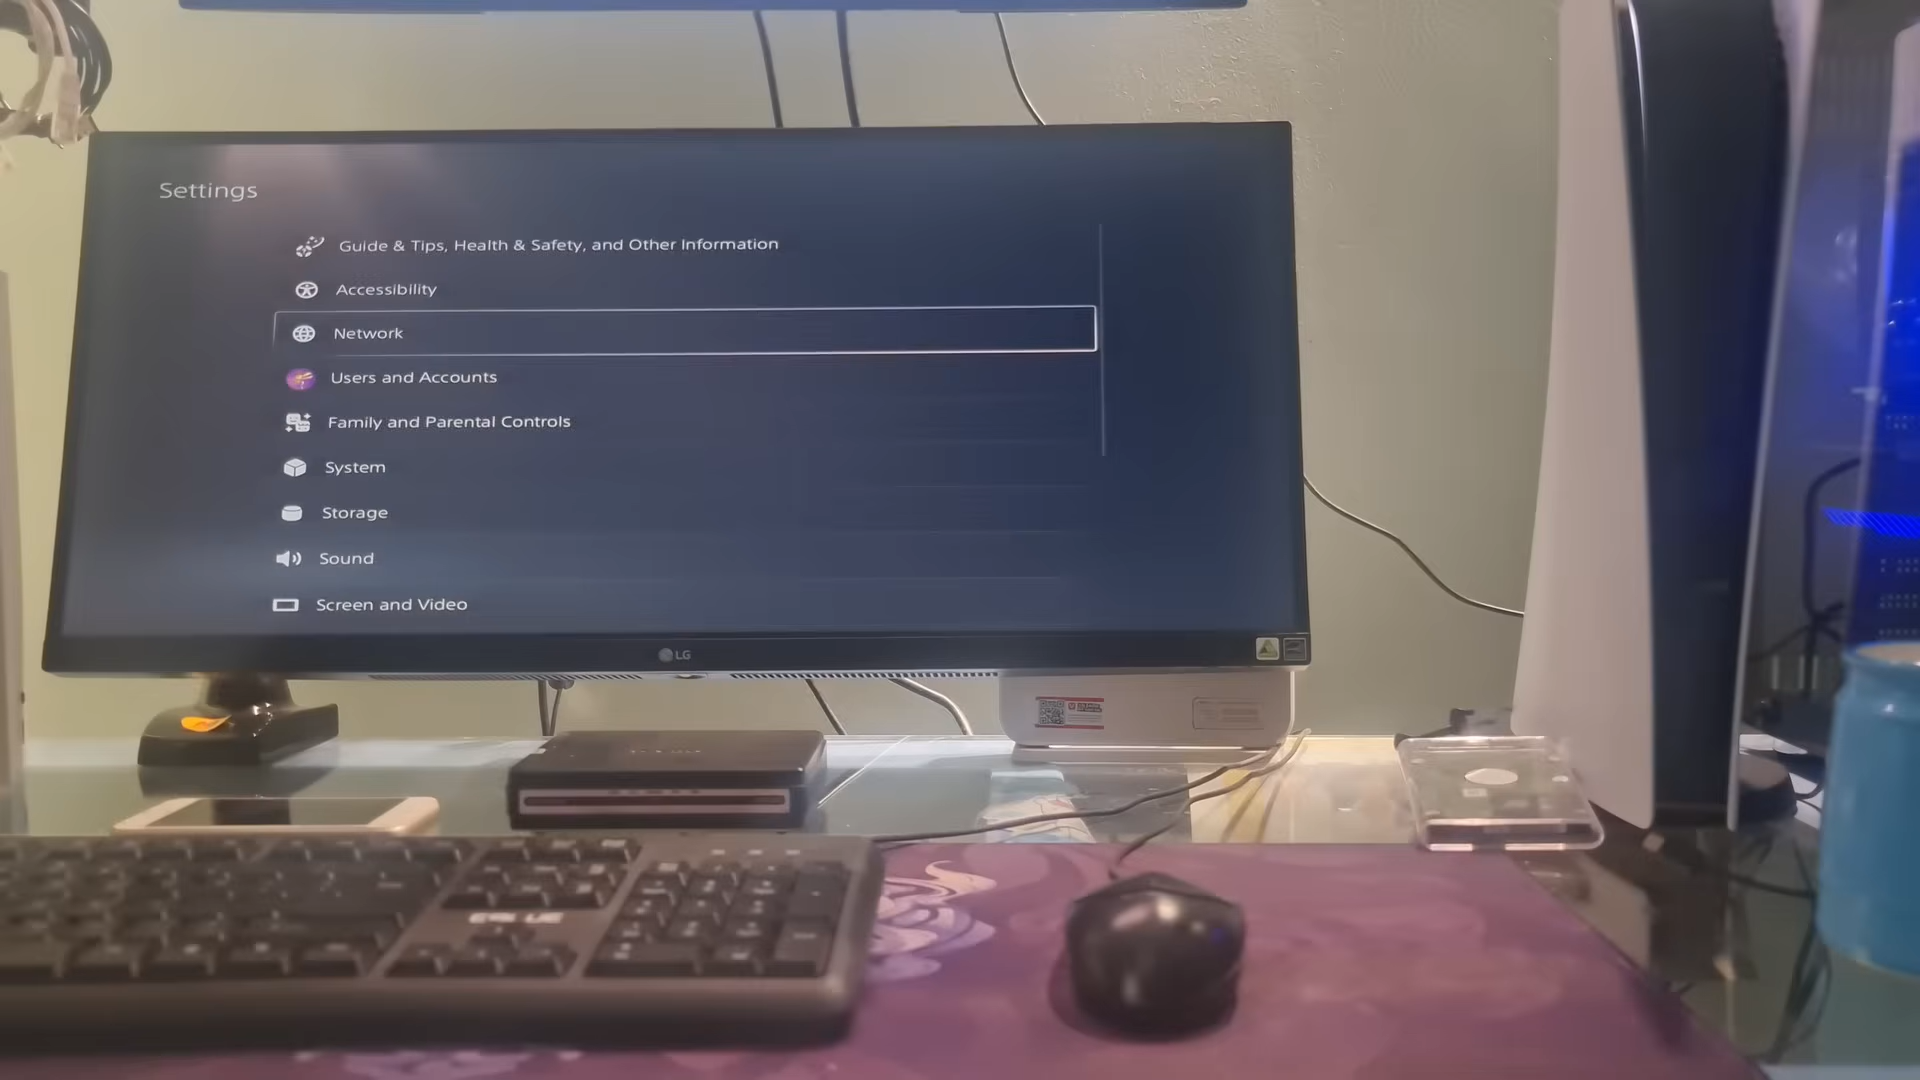 Settings
Guide & Tips, Health & Safety, and Other Information
Accessibility
Network
Users and Accounts
Family and Parental Controls
System
Storage
Sound
Screen and Video
LG